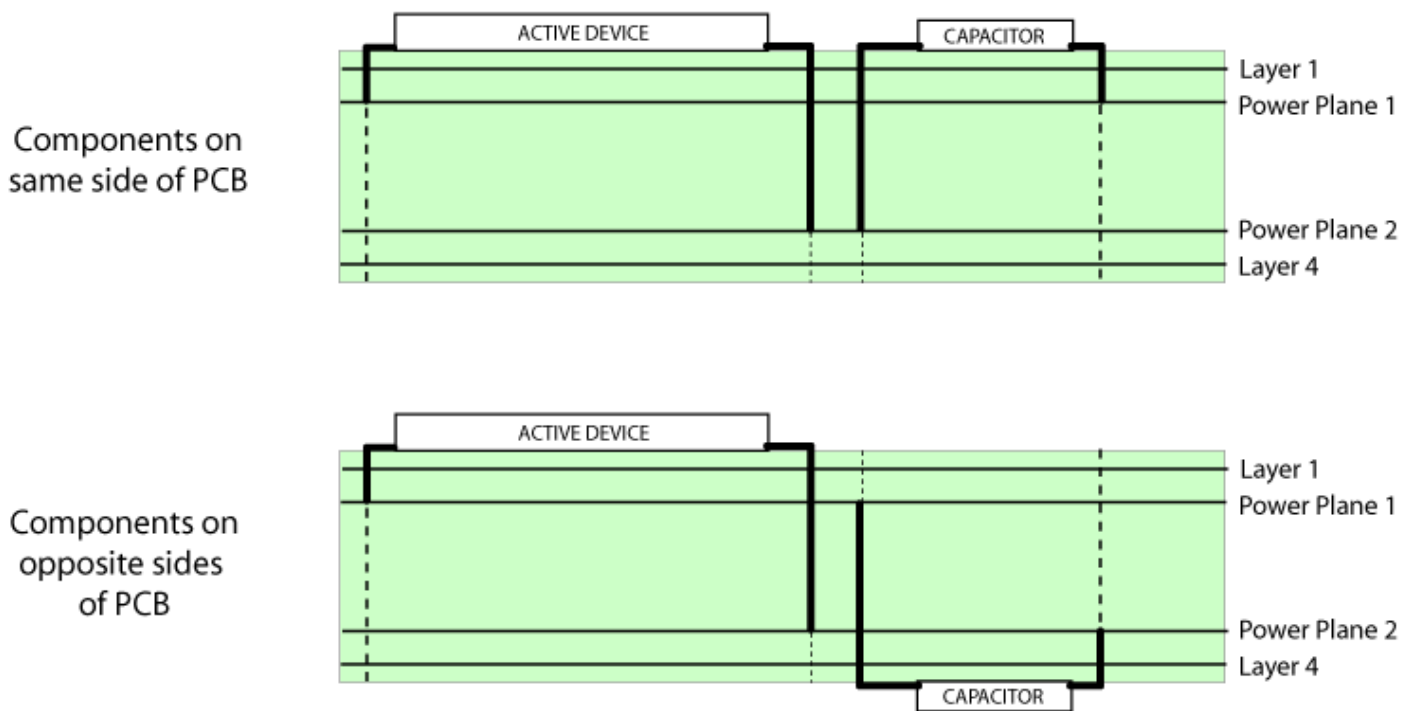 ACTIVE DEVICE
CAPACITOR
Layer 1
Power Plane 1
Components on
same side of PCB
Power Plane 2
Layer 4
ACTIVE DEVICE
Layer 1
Power Plane 1
Components on
opposite sides
of PCB
Power Plane 2
Layer 4
CAPACITOR